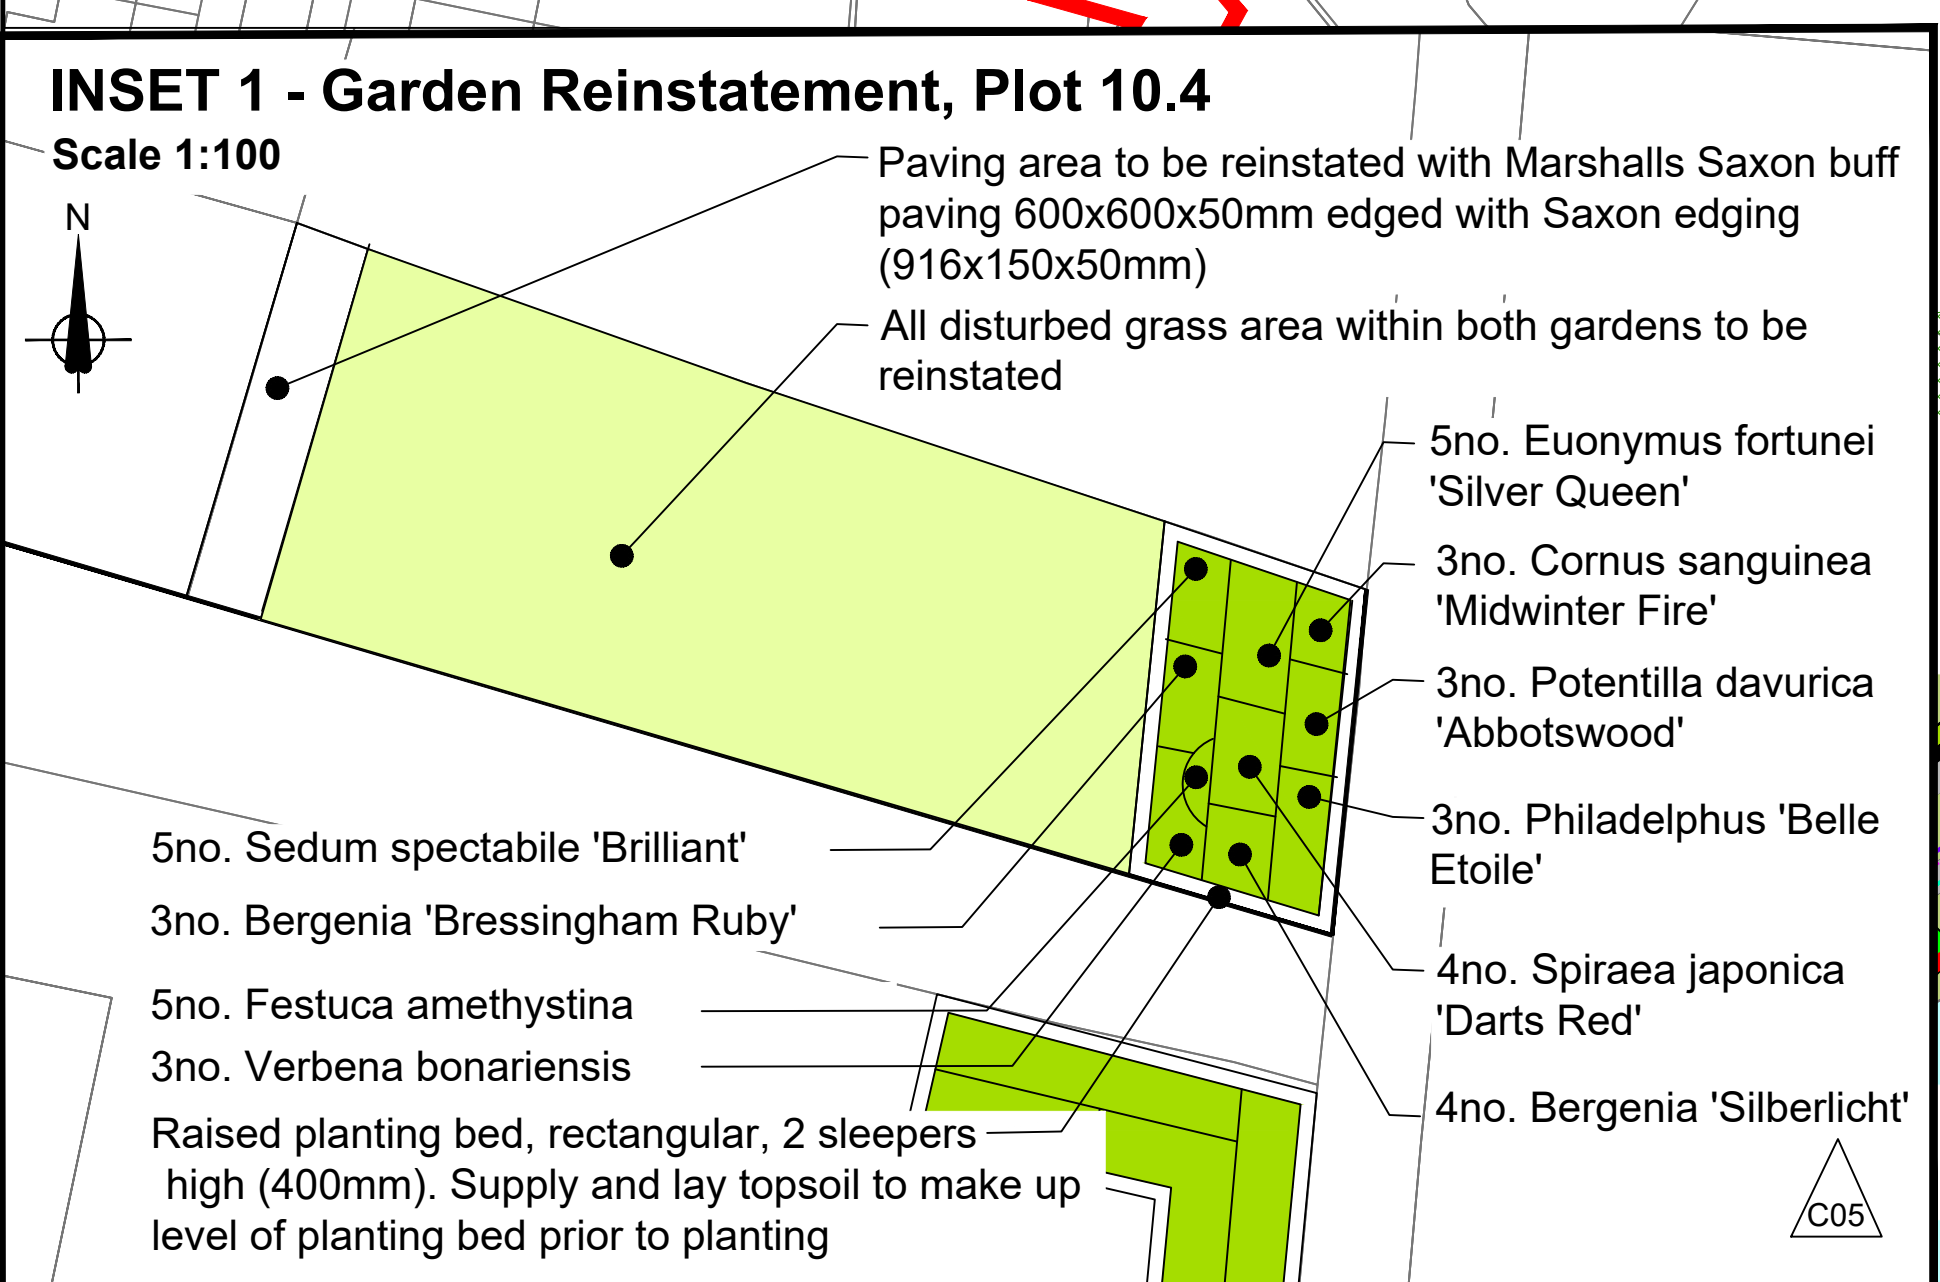 INSET 1 - Garden Reinstatement, Plot 10.4
Scale 1:100
N
Paving area to be reinstated with Marshalls Saxon buff
paving 600x600x50mm edged with Saxon edging
(916x150x50mm)
All disturbed grass area within both gardens to be
reinstated
5no. Euonymus fortunei
'Silver Queen'
3no. Cornus sanguinea
'Midwinter Fire'
3no. Potentilla davurica
'Abbotswood'
3no. Philadelphus 'Belle
Etoile'
4no. Spiraea japonica
'Darts Red'
4no. Bergenia 'Silberlicht'
5no. Sedum spectabile 'Brilliant'
3no. Bergenia 'Bressingham Ruby'
5no. Festuca amethystina
3no. Verbena bonariensis
Raised planting bed, rectangular, 2 sleepers
high (400mm). Supply and lay topsoil to make up
level of planting bed prior to planting
C05